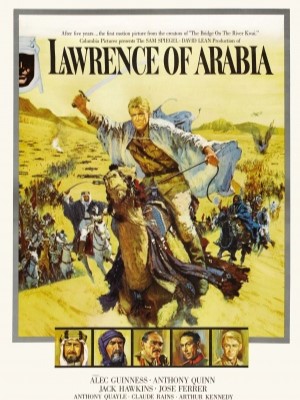 After five years... the first motion picture from the creators of "The Bridge On The River Kwai."
Columbia Pictures presents The SAM SPIEGEL · DAVID LEAN Production of
LAWRENCE OF ARABIA
ALEC GUINNESS · ANTHONY QUINN
JACK HAWKINS · JOSE FERRER
ANTHONY QUAYLE · CLAUDE RAINS · ARTHUR KENNEDY